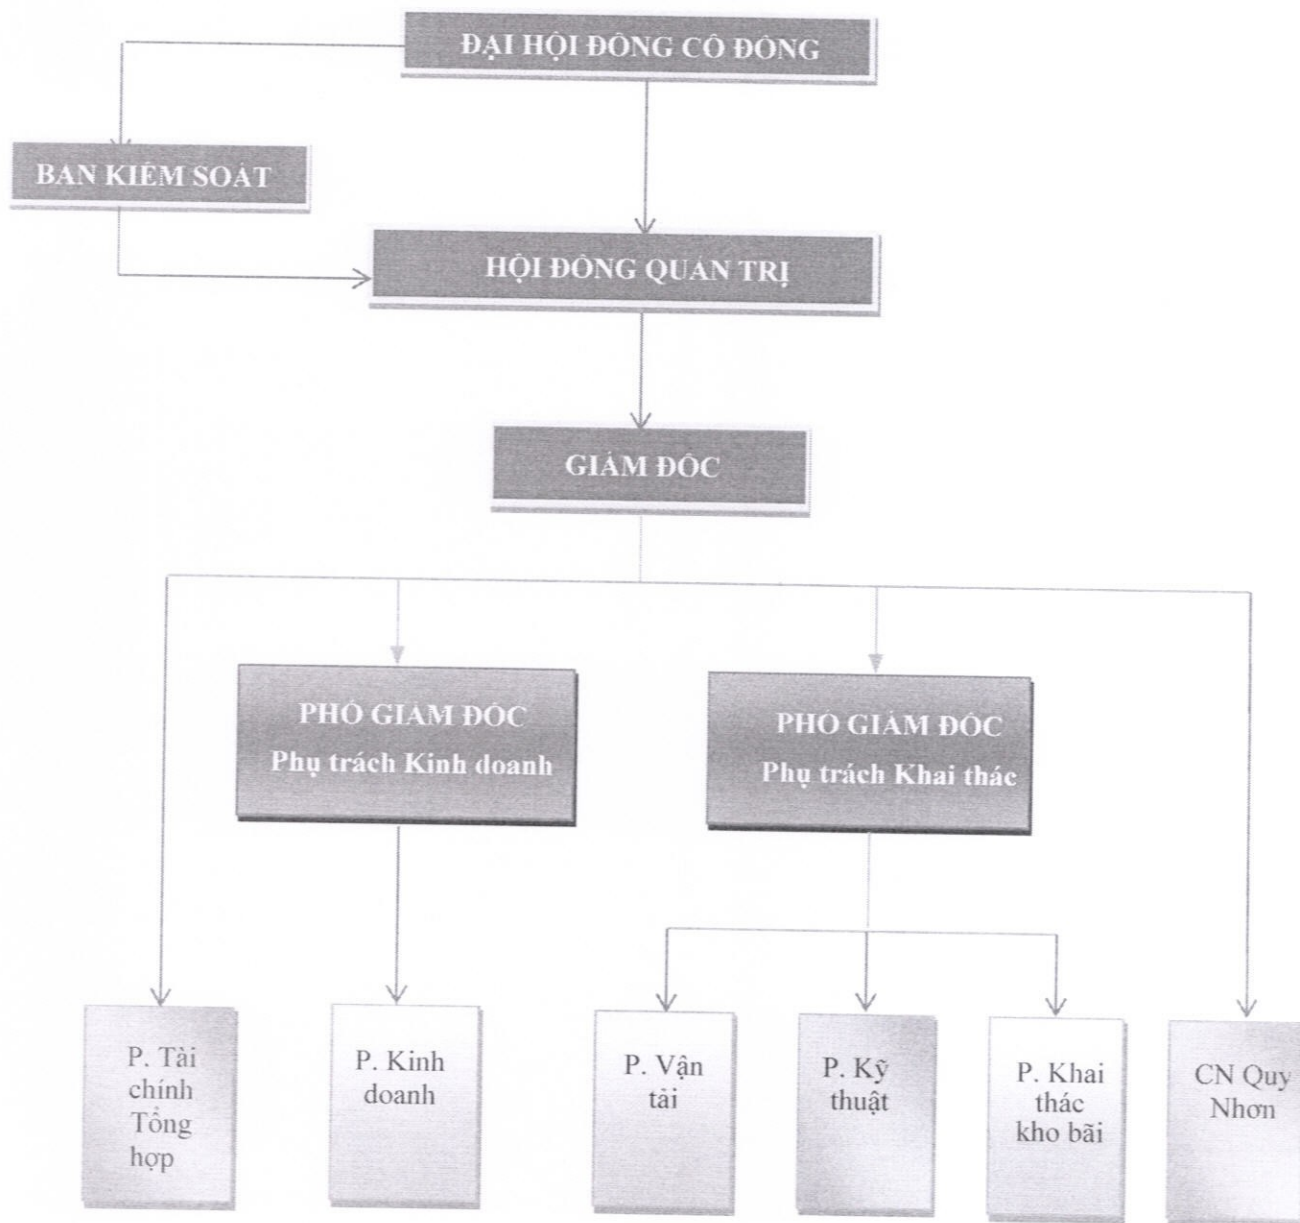 ĐẠI HỘI ĐỒNG CỔ ĐÔNG
BAN KIỂM SOÁT
HỘI ĐỒNG QUẢN TRỊ
GIÁM ĐỐC
PHÓ GIÁM ĐỐC
Phụ trách Kinh doanh
PHÓ GIÁM ĐỐC
Phụ trách Khai thác
P. Tài
chính
Tổng
hợp
P. Kinh
doanh
P. Vận
tải
P. Kỹ
thuật
P. Khai
thác
kho bãi
CN Quy
Nhơn